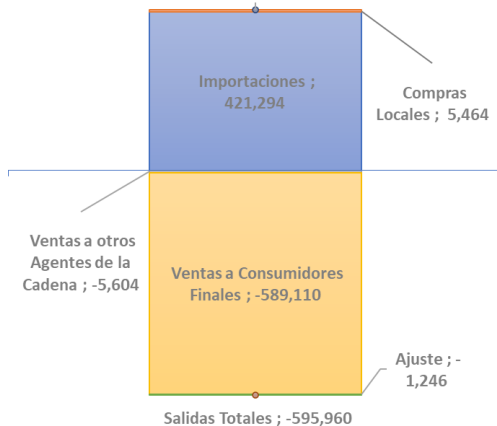 Importaciones ;
421,294
Compras
Locales ; 5,464
Ventas a otros
Agentes de la
Cadena ; -5,604
Ventas a Consumidores
Finales ; -589,110
Ajuste ; -
1,246
Salidas Totales ; -595,960